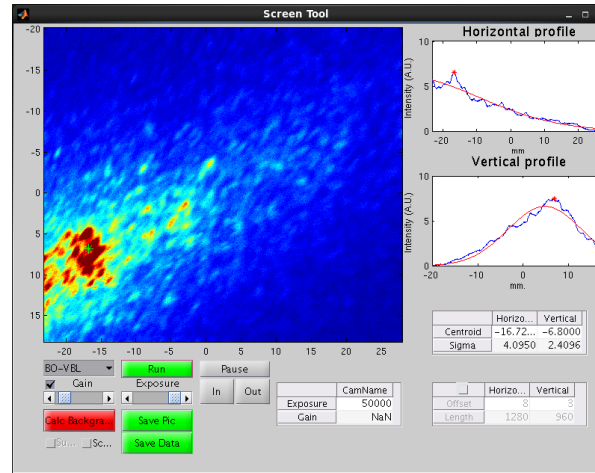 Screen Tool
Horizontal profile
Intensity (A.U.)
10
5
0
-20 -10 0 10 20
mm
Vertical profile
Intensity (A.U.)
10
5
0
-20 -10 0 10
mm.
-20
-15
-10
-5
0
5
10
15
-20 -15 -10 -5 0 5 10 15 20 25
Horizo... Vertical
Centroid -16.72... -6.8000
Sigma 4.0950 2.4096
BO-VBL Run Pause
Gain Exposure
In Out
CamName
Exposure 50000
Gain NaN
Horizo... Vertical
Offset 8 3
Length 1280 960
Calc Backgra... Save Pic
Su... Sc... Save Data